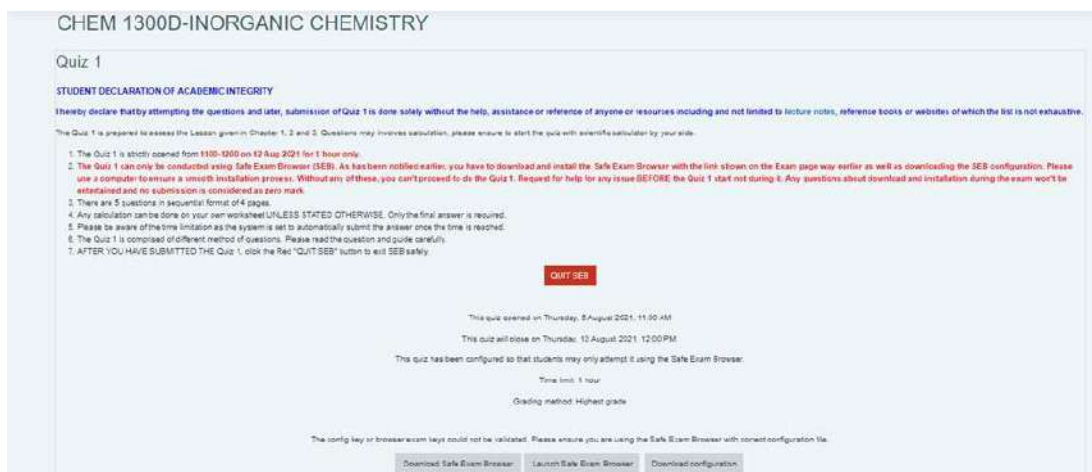 CHEM 1300D-INORGANIC CHEMISTRY
Quiz 1
STUDENT DECLARATION OF ACADEMIC INTEGRITY
I hereby declare that by attempting the questions and later, submission of Quiz 1 is done solely without the help, assistance or reference of anyone or resources including and not limited to lecture notes, reference books or websites of which the list is not exhaustive.
The Quiz 1 is prepared to assess the Lesson given in Chapter 1, 2 and 3. Questions may involves calculation, please ensure to start the quiz with scientific calculator by your side.
1. The Quiz 1 is strictly opened from 1100-1200 on 12 Aug 2021 for 1 hour only.
2. The Quiz 1 can only be conducted using Safe Exam Browser (SEB). As has been notified earlier, you have to download and install the Safe Exam Browser with the link shown on the Exam page way earlier as well as downloading the SEB configuration. Please
use a computer to ensure a smooth installation process. Without any of these, you can't proceed to do the Quiz 1. Request for help for any issue BEFORE the Quiz 1 start not during it. Any questions about download and installation during the exam won't be
entertained and no submission is considered as zero mark.
3. There are 5 questions in sequential format of 4 pages.
4. Any calculation can be done on your own worksheet UNLESS STATED OTHERWISE. Only the final answer is required.
5. Please be aware of the time limitation as the system is set to automatically submit the answer once the time is reached.
6. The Quiz 1 is comprised of different method of questions. Please read the question and guide carefully.
7. AFTER YOU HAVE SUBMITTED THE Quiz 1, click the Red "QUIT SEB" button to exit SEB safely.
QUIT SEB
This quiz opened on Thursday, August 2021, 11:00 AM
This quiz will close on Thursday, 12 August 2021, 12:00 PM
This quiz has been configured so that students may only attempt it using the Safe Exam Browser.
Time limit: 1 hour
Grading method: Highest grade
The config key or browser exam keys could not be validated. Please ensure you are using the Safe Exam Browser with correct configuration file.
Download Safe Exam Browser Launch Safe Exam Browser Download configuration